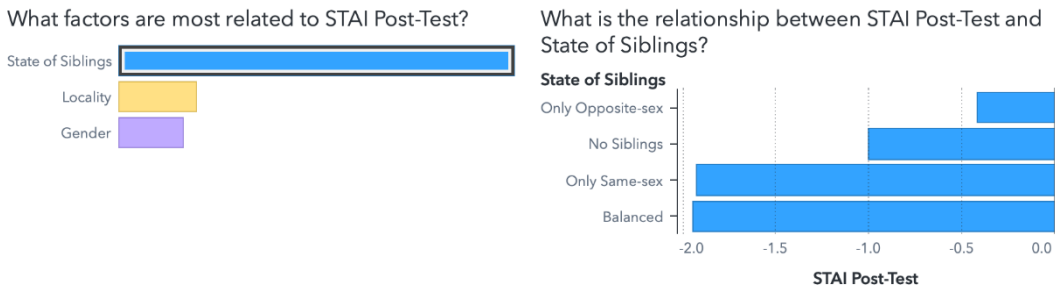 What factors are most related to STAI Post-Test?
State of Siblings
Locality
Gender
What is the relationship between STAI Post-Test and
State of Siblings?
State of Siblings
Only Opposite-sex
No Siblings
Only Same-sex
Balanced
-2.0 -1.5 -1.0 -0.5 0.0
STAI Post-Test